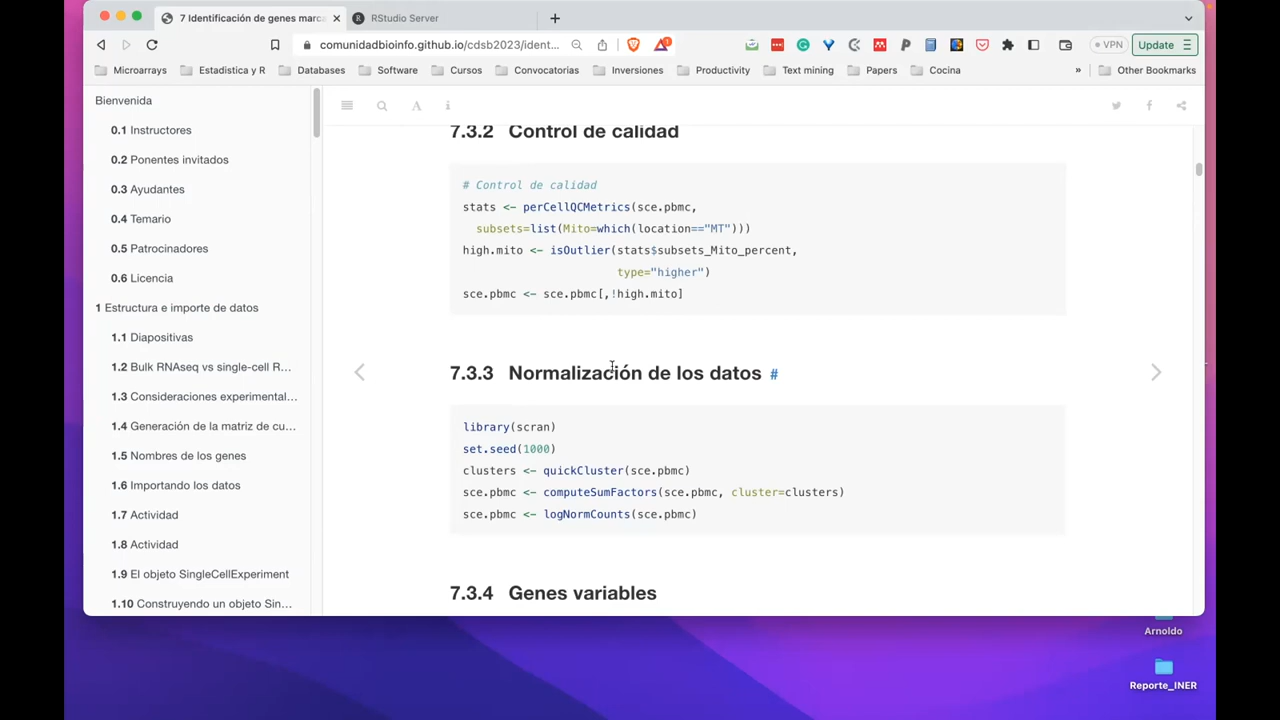 7 Identificación de genes marca
RStudio Server
comunidadbioinfo.github.io/cdsb2023/ident...
VPN
Update
Microarrays
Estadistica y R
Databases
Software
Cursos
Convocatorias
Inversiones
Productivity
Text mining
Papers
Cocina
»
Other Bookmarks
Bienvenida
0.1 Instructores
0.2 Ponentes invitados
0.3 Ayudantes
0.4 Temario
0.5 Patrocinadores
0.6 Licencia
1 Estructura e importe de datos
1.1 Diapositivas
1.2 Bulk RNAseq vs single-cell R...
1.3 Consideraciones experimental...
1.4 Generación de la matriz de cu...
1.5 Nombres de los genes
1.6 Importando los datos
1.7 Actividad
1.8 Actividad
1.9 El objeto SingleCellExperiment
1.10 Construyendo un objeto Sin...
7.3.2 Control de calidad
# Control de calidad
stats <- perCellQCMetrics(sce.pbmc,
subsets=list(Mito=which(location=="MT")))
high.mito <- isOutlier(stats$subsets_Mito_percent,
type="higher")
sce.pbmc <- sce.pbmc[,!high.mito]
7.3.3 Normalización de los datos #
library(scran)
set.seed(1000)
clusters <- quickCluster(sce.pbmc)
sce.pbmc <- computeSumFactors(sce.pbmc, cluster=clusters)
sce.pbmc <- logNormCounts(sce.pbmc)
7.3.4 Genes variables
Arnoldo
Reporte_INER